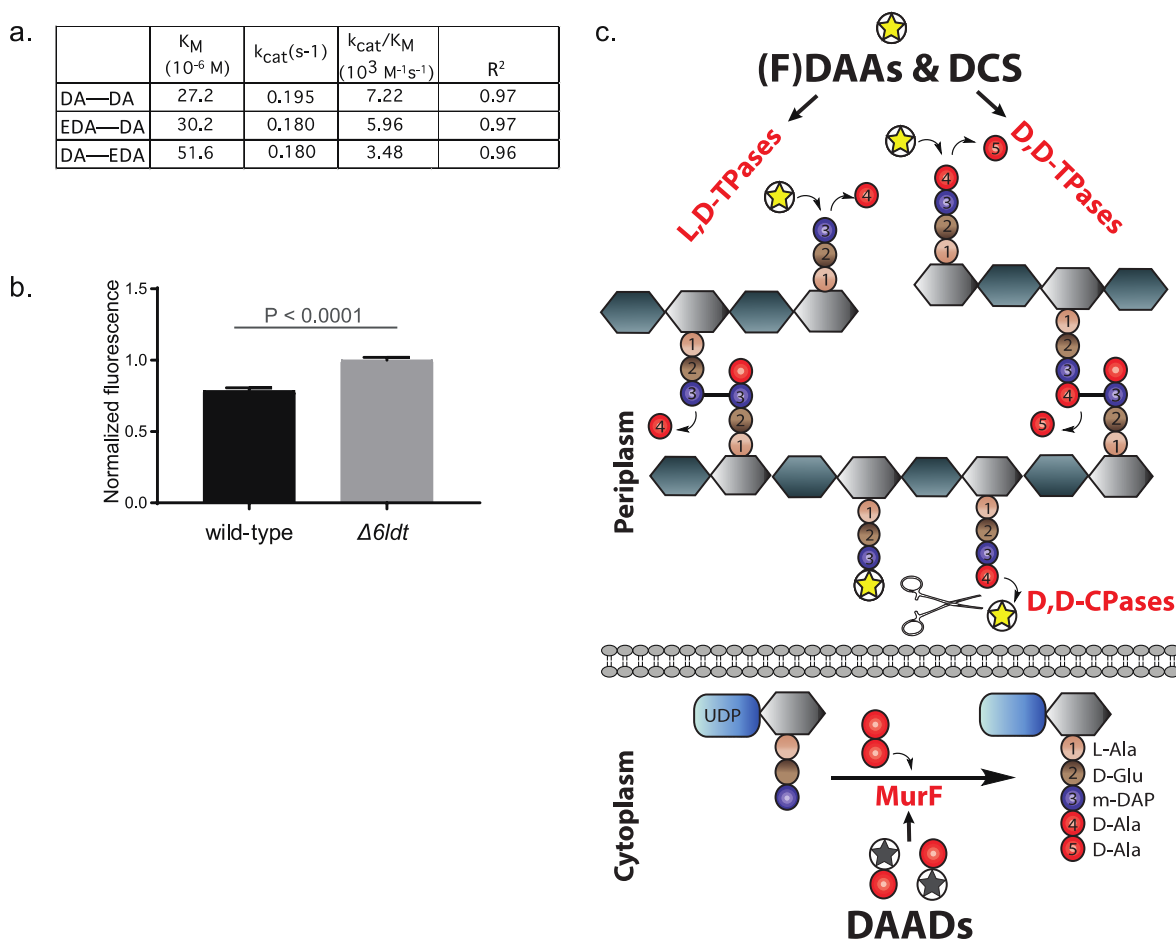 a.
K_M (10⁻⁶ M) k_cat(s-1) k_cat/K_M (10³ M⁻¹s⁻¹) R²
DA—DA 27.2 0.195 7.22 0.97
EDA—DA 30.2 0.180 5.96 0.97
DA—EDA 51.6 0.180 3.48 0.96
b.
Normalized fluorescence
1.5
1.0
0.5
0.0
P < 0.0001
wild-type Δ6ldt
c.
(F)DAAs & DCS
L,D-TPases
D,D-TPases
4
3
2
1
5
4
3
2
1
1
2
3
4
3
2
1
1
2
3
4
5
3
2
1
Periplasm
1
2
3
1
2
3
4
D,D-CPases
Cytoplasm
UDP
MurF
DAADs
1 L-Ala
2 D-Glu
3 m-DAP
4 D-Ala
5 D-Ala